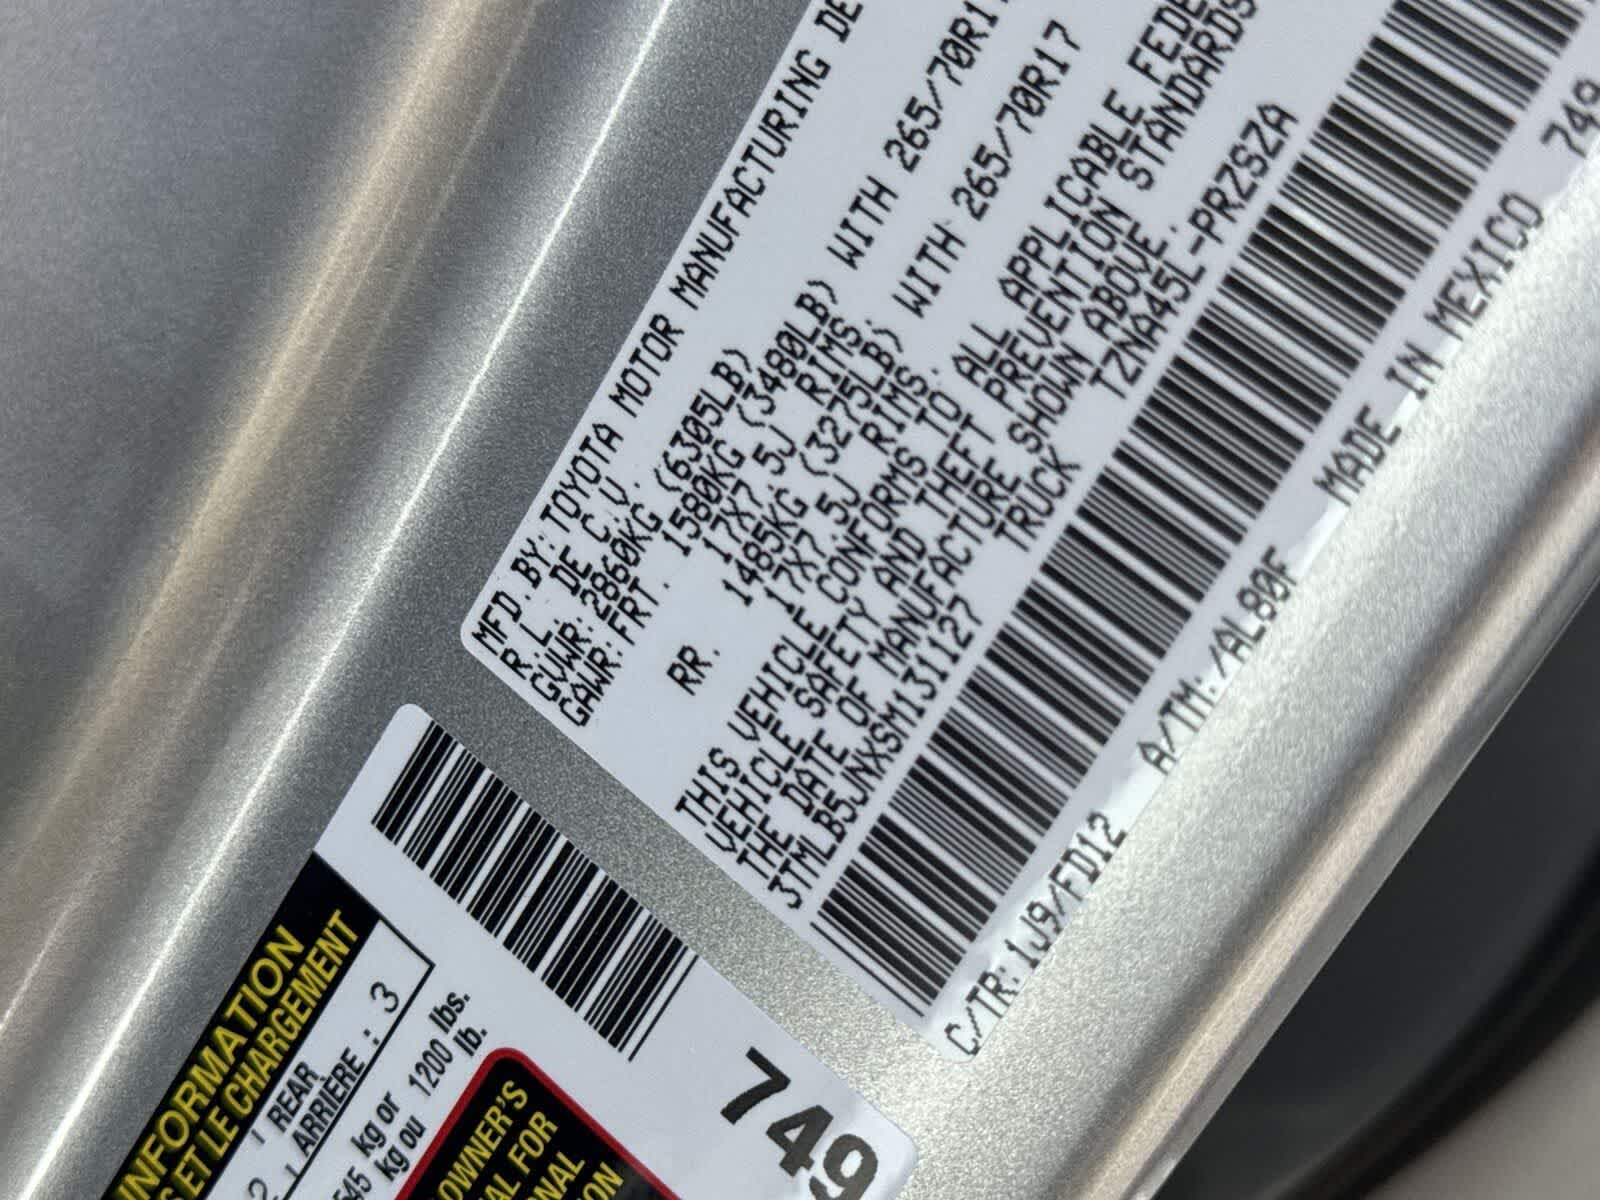 MFD.BY:TOYOTA MOTOR MANUFACTURING DE
R.L. DE C.V.
GVWR:2860KG (6305LB)
GAWR:FRT. 1580KG (3480LB) WITH 265/70R17
17X7.5J RIMS,
RR. 1485KG (3275LB) WITH 265/70R17
17X7.5J RIMS.
THIS VEHICLE CONFORMS TO ALL APPLICABLE
VEHICLE SAFETY AND THEFT PREVENTION STANDARDS
THE DATE OF MANUFACTURE SHOWN ABOVE.
3TMLB5JNXSM131127 TRUCK TZNA45L-PRZSZA
C/TR:1J9/FD12 A/TM:/AL80F MADE IN MEXICO 749
INFORMATION
ET LE CHARGEMENT
2 REAR
ARRIÈRE : 3
545 kg or 1200 lbs.
kg ou lb.
OWNER'S
FOR
749